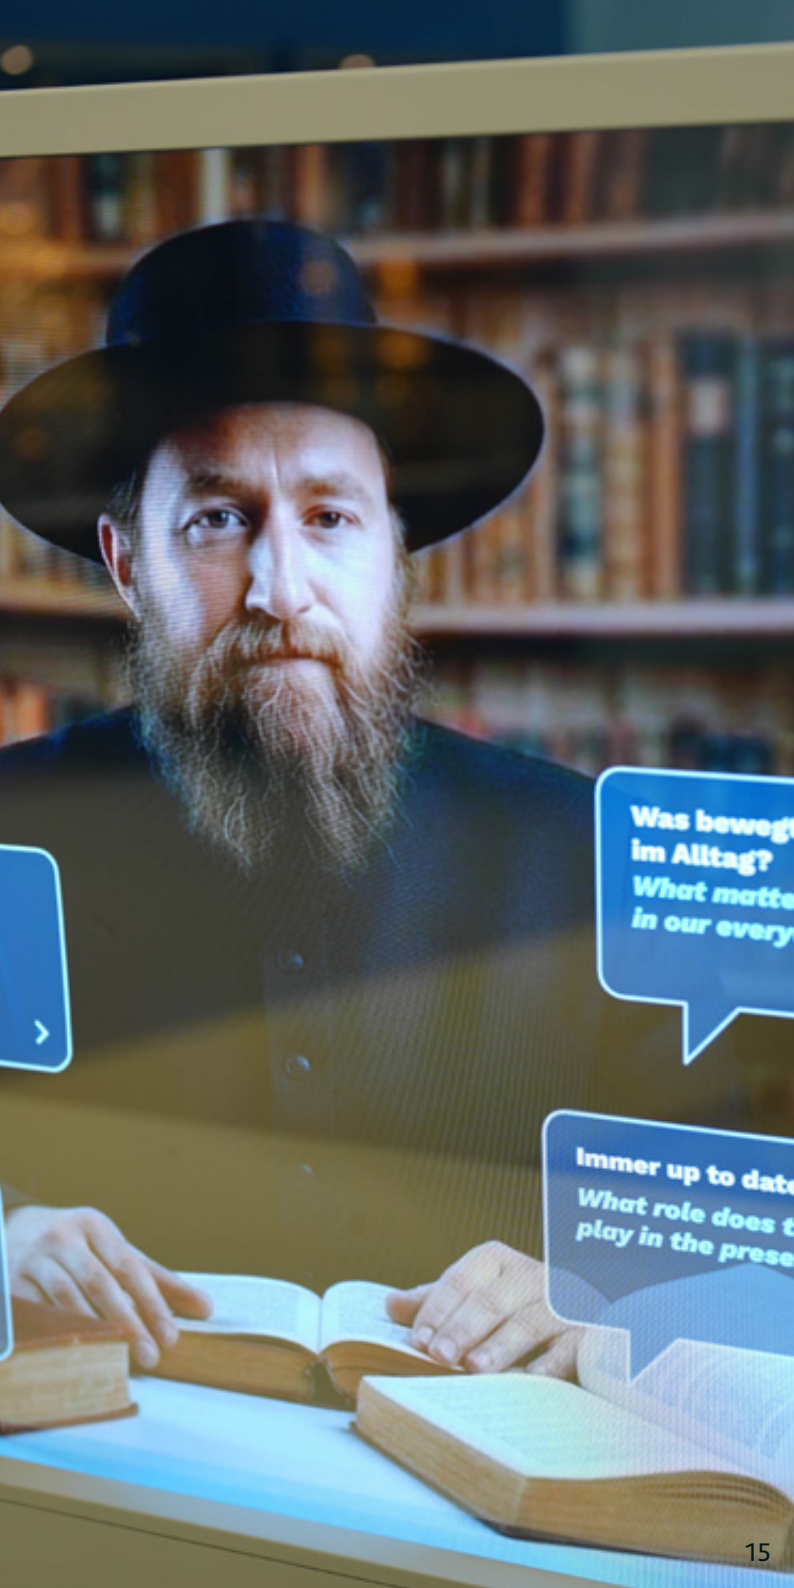 Was bewegt
im Alltag?
What matte
in our every
Immer up to date
What role does t
play in the prese
15